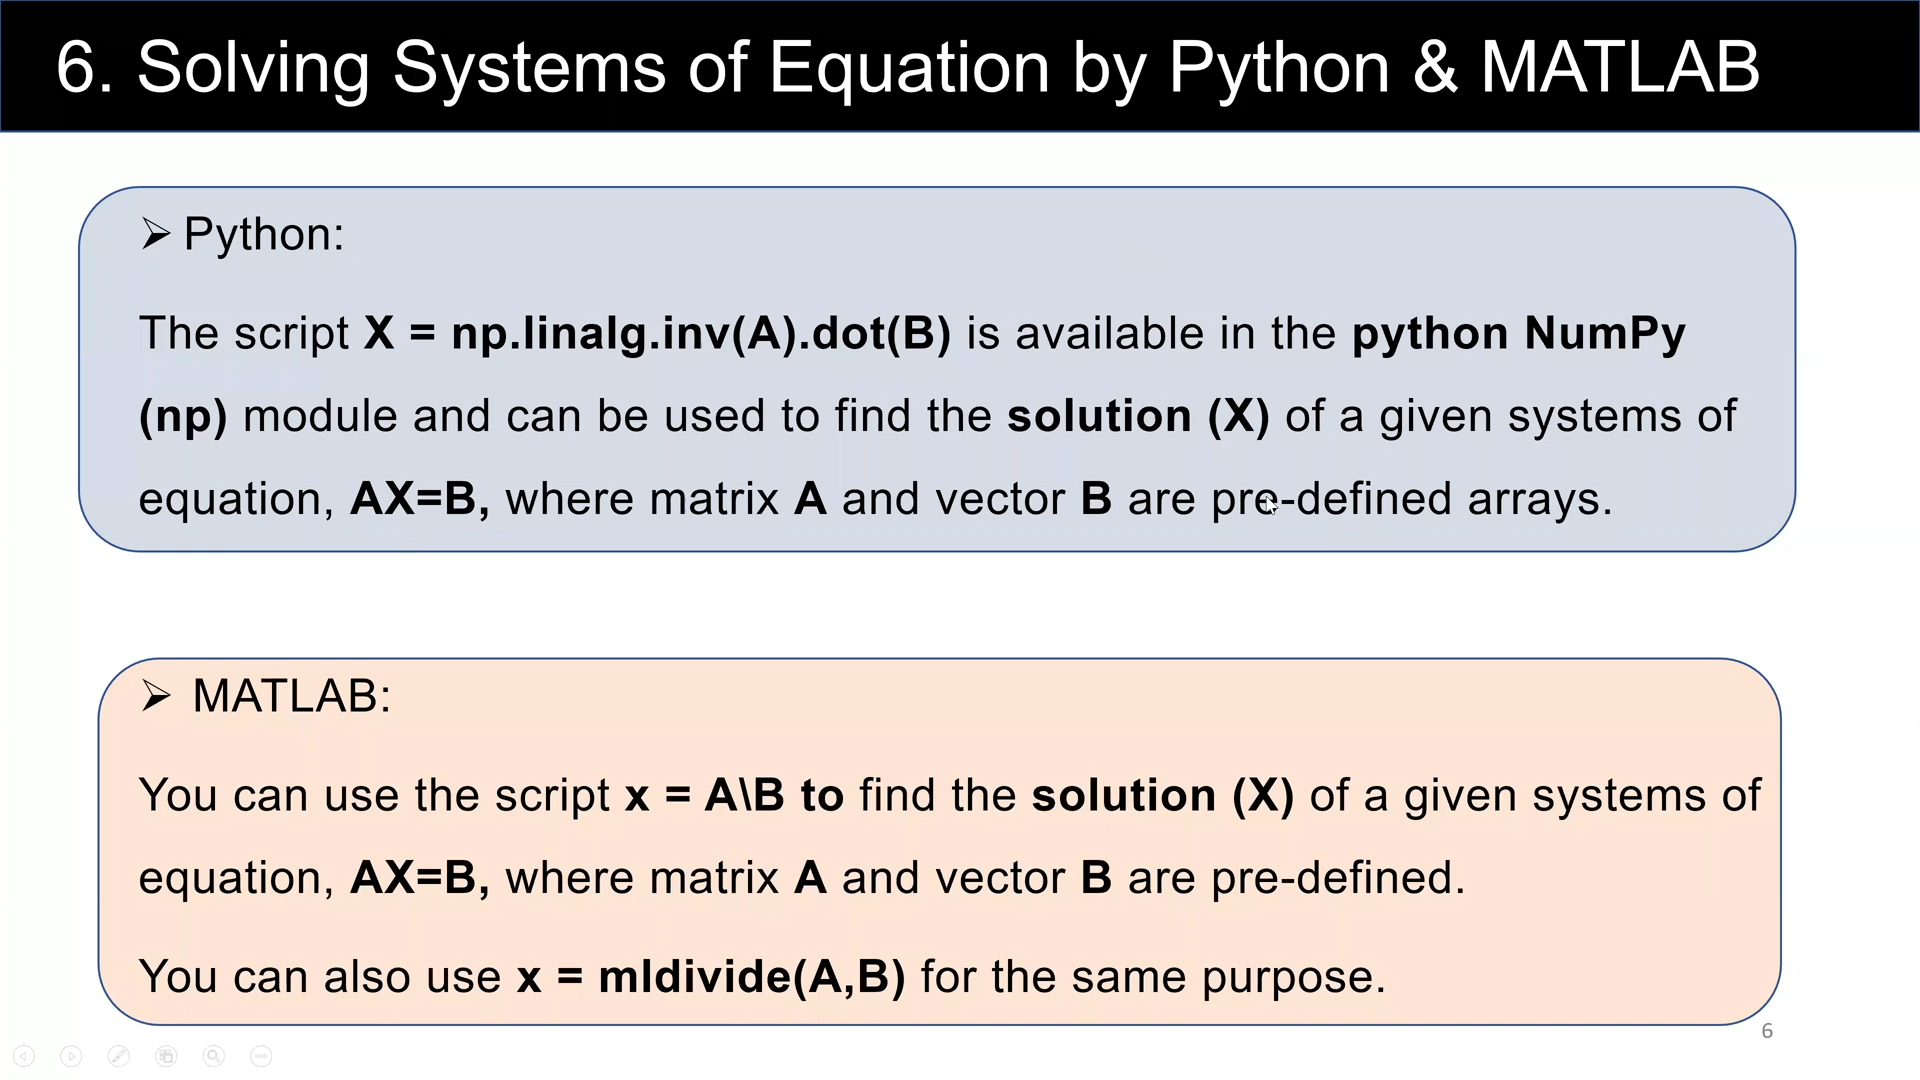 6. Solving Systems of Equation by Python & MATLAB
➢ Python:
The script X = np.linalg.inv(A).dot(B) is available in the python NumPy
(np) module and can be used to find the solution (X) of a given systems of
equation, AX=B, where matrix A and vector B are pre-defined arrays.
➢ MATLAB:
You can use the script x = A\B to find the solution (X) of a given systems of
equation, AX=B, where matrix A and vector B are pre-defined.
You can also use x = mldivide(A,B) for the same purpose.
6